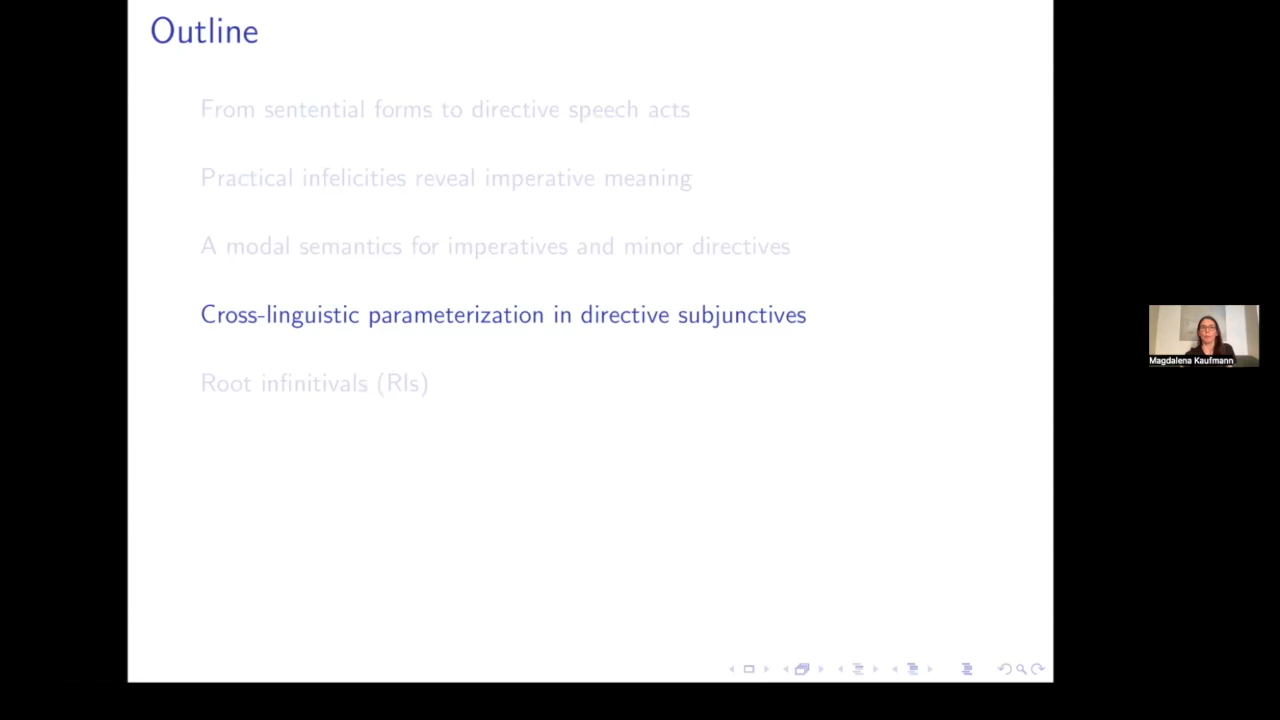 Outline
From sentential forms to directive speech acts
Practical infelicities reveal imperative meaning
A modal semantics for imperatives and minor directives
Cross-linguistic parameterization in directive subjunctives
Root infinitivals (RIs)
Magdalena Kaufmann